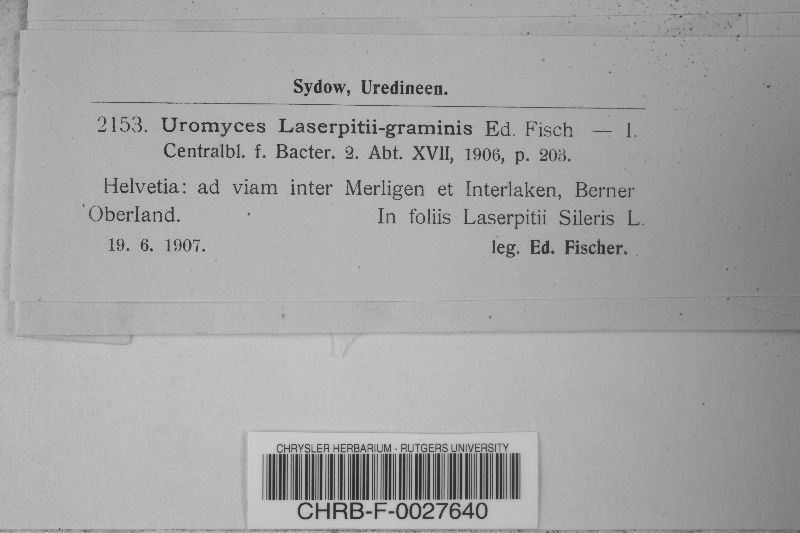 Sydow, Uredineen.
2153. Uromyces Laserpitii-graminis Ed. Fisch — I.
Centralbl. f. Bacter. 2. Abt. XVII, 1906, p. 203.
Helvetia: ad viam inter Merligen et Interlaken, Berner
Oberland. In foliis Laserpitii Sileris L.
19. 6. 1907. leg. Ed. Fischer.
CHRYSLER HERBARIUM - RUTGERS UNIVERSITY
CHRB-F-0027640